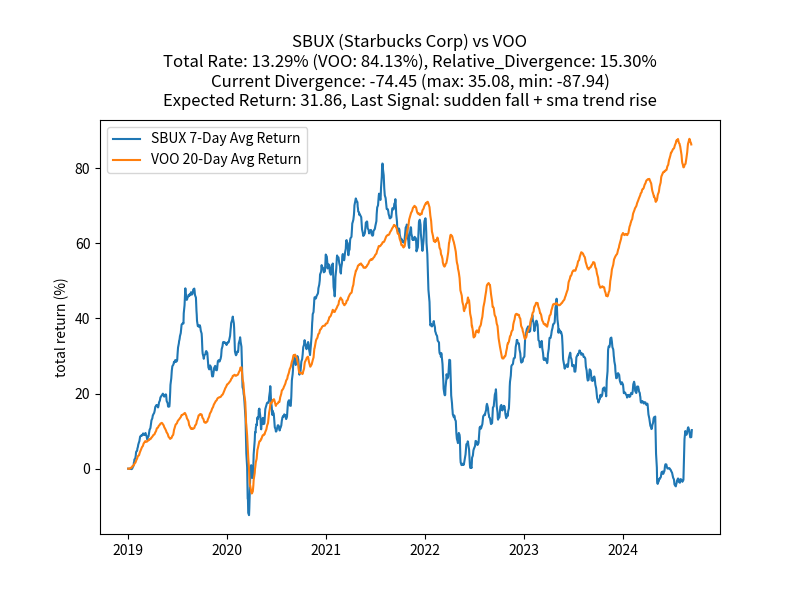 SBUX (Starbucks Corp) vs VOO
Total Rate: 13.29% (VOO: 84.13%), Relative_Divergence: 15.30%
Current Divergence: -74.45 (max: 35.08, min: -87.94)
Expected Return: 31.86, Last Signal: sudden fall + sma trend rise
SBUX 7-Day Avg Return
VOO 20-Day Avg Return
total return (%)
80
60
40
20
0
2019 2020 2021 2022 2023 2024